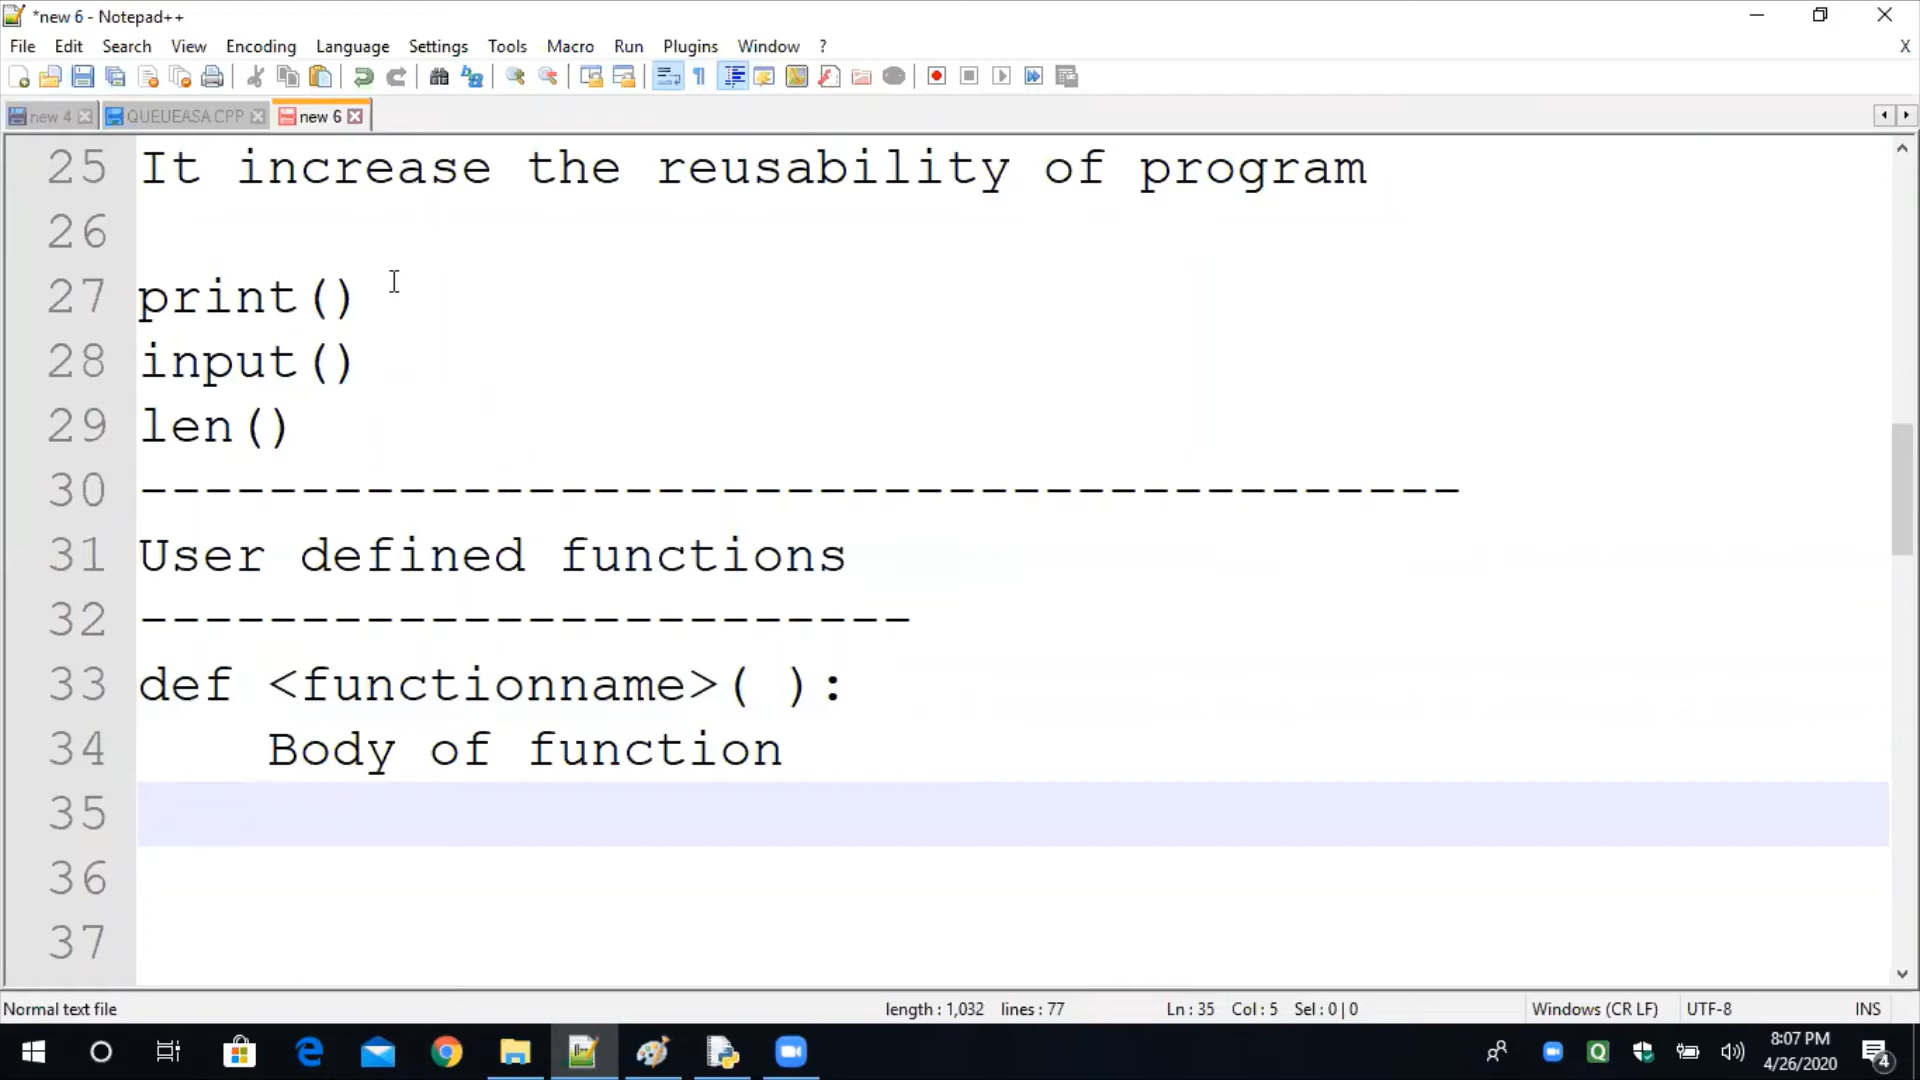 *new 6 - Notepad++
File Edit Search View Encoding Language Settings Tools Macro Run Plugins Window ? X
new 4 QUEUEASA.CPP new 6
25 It increase the reusability of program
26
27 print()
28 input()
29 len()
30 -----------------------------------------
31 User defined functions
32 ------------------------
33 def <functionname>( ):
34     Body of function
35
36
37
Normal text file length : 1,032 lines : 77 Ln : 35 Col : 5 Sel : 0 | 0 Windows (CR LF) UTF-8 INS
8:07 PM
4/26/2020
4